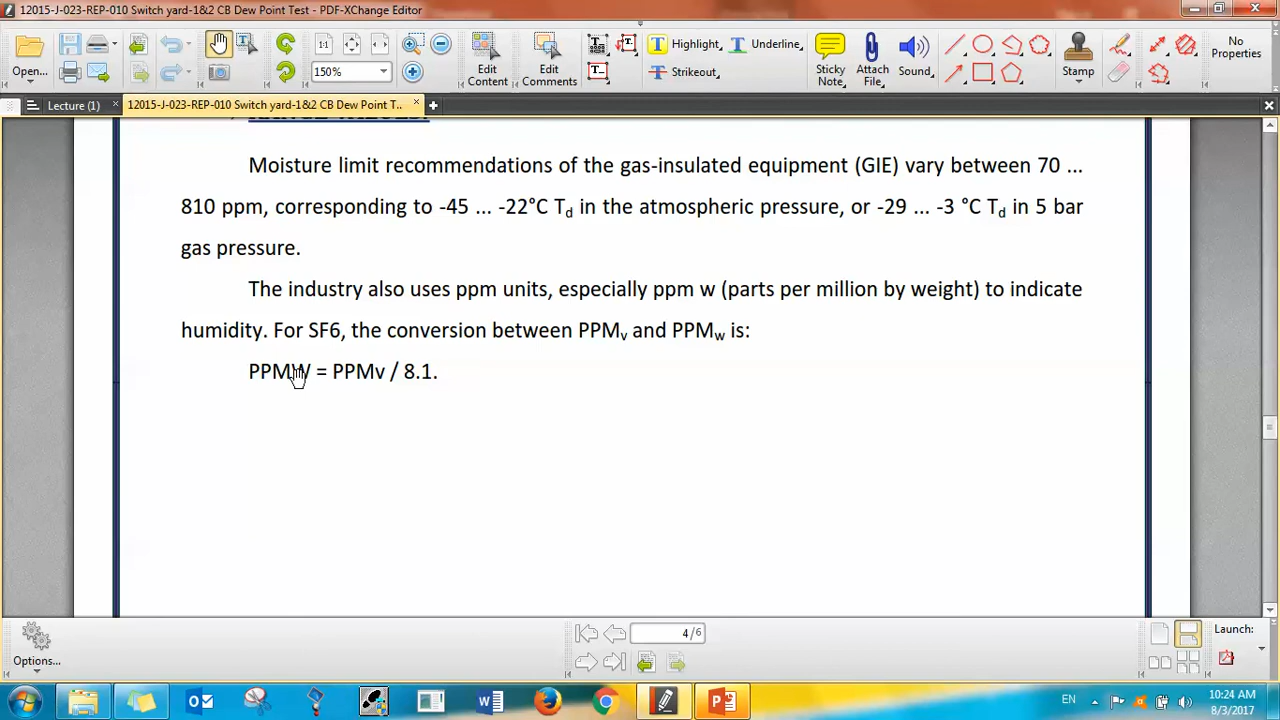 12015-J-023-REP-010 Switch yard-1&2 CB Dew Point Test - PDF-XChange Editor
Open...
150%
1:1
Edit Content
Edit Comments
Highlight
Underline
Strikeout
Sticky Note
Attach File
Sound
Stamp
No Properties
Lecture (1)
12015-J-023-REP-010 Switch yard-1&2 CB Dew Point T..
RANGE VALUES:
Moisture limit recommendations of the gas-insulated equipment (GIE) vary between 70 ...
810 ppm, corresponding to -45 ... -22°C Td in the atmospheric pressure, or -29 ... -3 °C Td in 5 bar
gas pressure.
The industry also uses ppm units, especially ppm w (parts per million by weight) to indicate
humidity. For SF6, the conversion between PPMv and PPMw is:
PPMW = PPMv / 8.1.
4 / 6
Launch:
Options...
EN
10:24 AM
8/3/2017